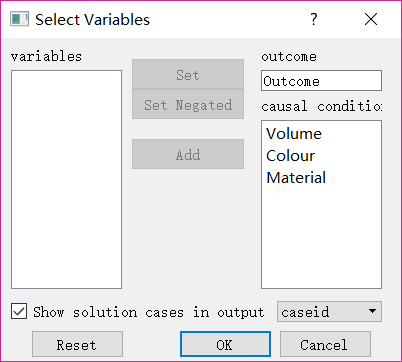 Select Variables
?
variables
outcome
Set
Outcome
Set Negated
causal condition
Volume
Add
Colour
Material
Show solution cases in output
caseid
Reset
OK
Cancel